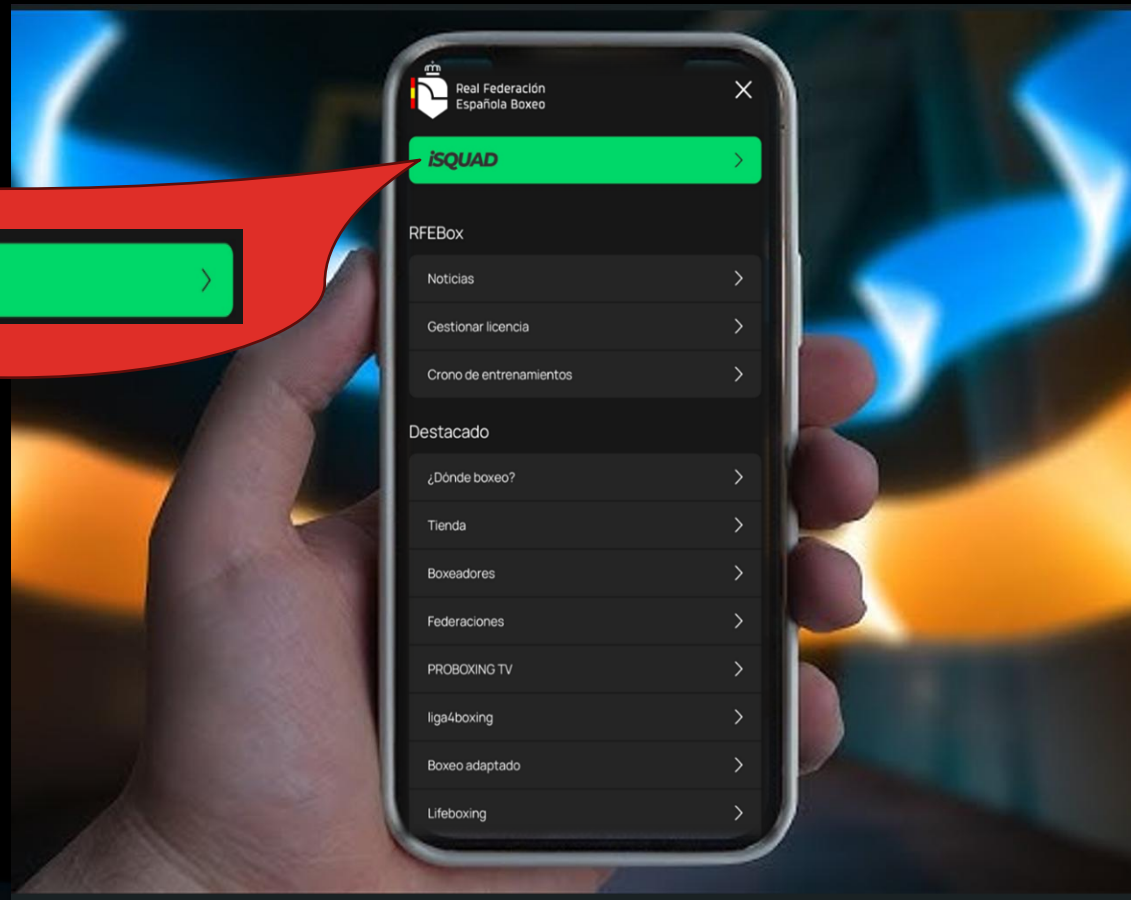 Real Federación
Española Boxeo
iSQUAD
RFEBox
Noticias
Gestionar licencia
Crono de entrenamientos
Destacado
¿Dónde boxeo?
Tienda
Boxeadores
Federaciones
PROBOXING TV
liga4boxing
Boxeo adaptado
Lifeboxing